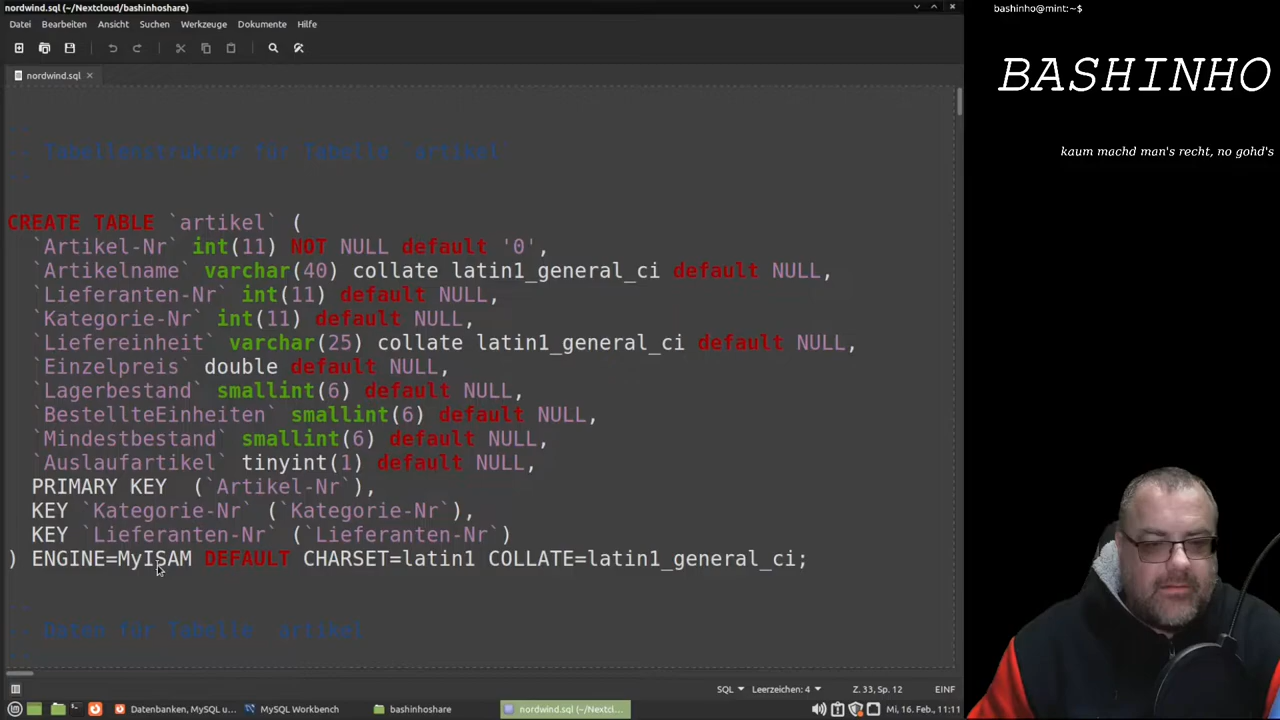 nordwind.sql (~/Nextcloud/bashinhoshare)
Datei Bearbeiten Ansicht Suchen Werkzeuge Dokumente Hilfe
nordwind.sql
--
-- Tabellenstruktur für Tabelle `artikel`
--
CREATE TABLE `artikel` (
`Artikel-Nr` int(11) NOT NULL default '0',
`Artikelname` varchar(40) collate latin1_general_ci default NULL,
`Lieferanten-Nr` int(11) default NULL,
`Kategorie-Nr` int(11) default NULL,
`Liefereinheit` varchar(25) collate latin1_general_ci default NULL,
`Einzelpreis` double default NULL,
`Lagerbestand` smallint(6) default NULL,
`BestellteEinheiten` smallint(6) default NULL,
`Mindestbestand` smallint(6) default NULL,
`Auslaufartikel` tinyint(1) default NULL,
PRIMARY KEY (`Artikel-Nr`),
KEY `Kategorie-Nr` (`Kategorie-Nr`),
KEY `Lieferanten-Nr` (`Lieferanten-Nr`)
) ENGINE=MyISAM DEFAULT CHARSET=latin1 COLLATE=latin1_general_ci;
--
-- Daten für Tabelle `artikel`
--
SQL Leerzeichen: 4 Z. 33, Sp. 12 EINF
Datenbanken, MySQL u... MySQL Workbench bashinhoshare nordwind.sql (~/Nextcl... Mi, 16. Feb., 11:11
bashinho@mint:~$
BASHINHO
kaum machd man's recht, no gohd's